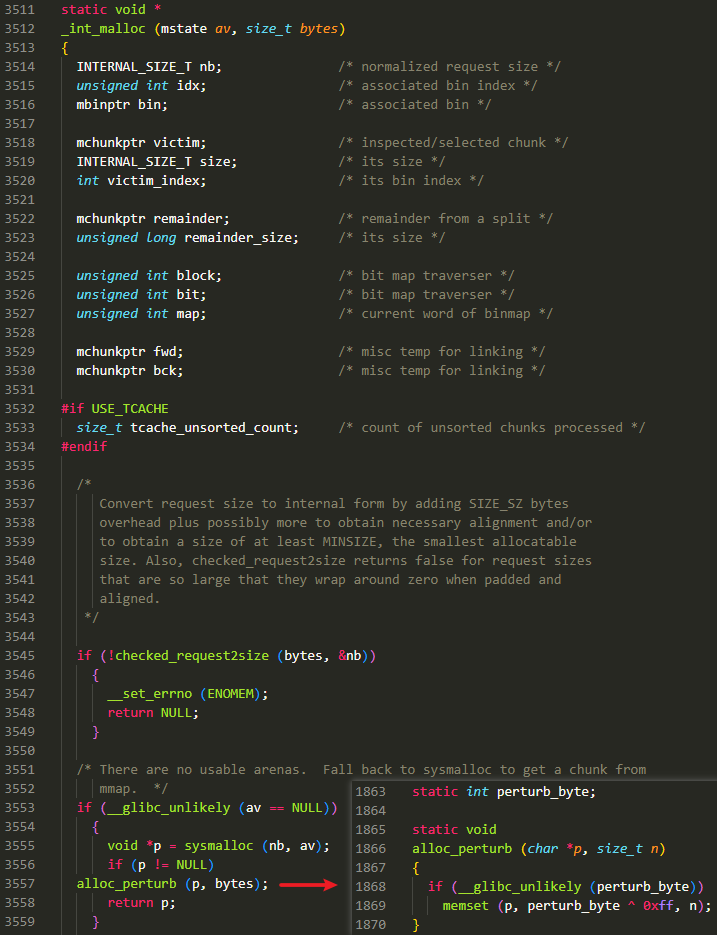 3511 static void *
3512 _int_malloc (mstate av, size_t bytes)
3513 {
3514 INTERNAL_SIZE_T nb; /* normalized request size */
3515 unsigned int idx; /* associated bin index */
3516 mbinptr bin; /* associated bin */
3517
3518 mchunkptr victim; /* inspected/selected chunk */
3519 INTERNAL_SIZE_T size; /* its size */
3520 int victim_index; /* its bin index */
3521
3522 mchunkptr remainder; /* remainder from a split */
3523 unsigned long remainder_size; /* its size */
3524
3525 unsigned int block; /* bit map traverser */
3526 unsigned int bit; /* bit map traverser */
3527 unsigned int map; /* current word of binmap */
3528
3529 mchunkptr fwd; /* misc temp for linking */
3530 mchunkptr bck; /* misc temp for linking */
3531
3532 #if USE_TCACHE
3533 size_t tcache_unsorted_count; /* count of unsorted chunks processed */
3534 #endif
3535
3536 /*
3537 Convert request size to internal form by adding SIZE_SZ bytes
3538 overhead plus possibly more to obtain necessary alignment and/or
3539 to obtain a size of at least MINSIZE, the smallest allocatable
3540 size. Also, checked_request2size returns false for request sizes
3541 that are so large that they wrap around zero when padded and
3542 aligned.
3543 */
3544
3545 if (!checked_request2size (bytes, &nb))
3546 {
3547 __set_errno (ENOMEM);
3548 return NULL;
3549 }
3550
3551 /* There are no usable arenas.  Fall back to sysmalloc to get a chunk from
3552 mmap.  */
3553 if (__glibc_unlikely (av == NULL))
3554 {
3555 void *p = sysmalloc (nb, av);
3556 if (p != NULL)
3557 alloc_perturb (p, bytes);
3558 return p;
3559 }
1863 static int perturb_byte;
1864
1865 static void
1866 alloc_perturb (char *p, size_t n)
1867 {
1868 if (__glibc_unlikely (perturb_byte))
1869 memset (p, perturb_byte ^ 0xff, n);
1870 }